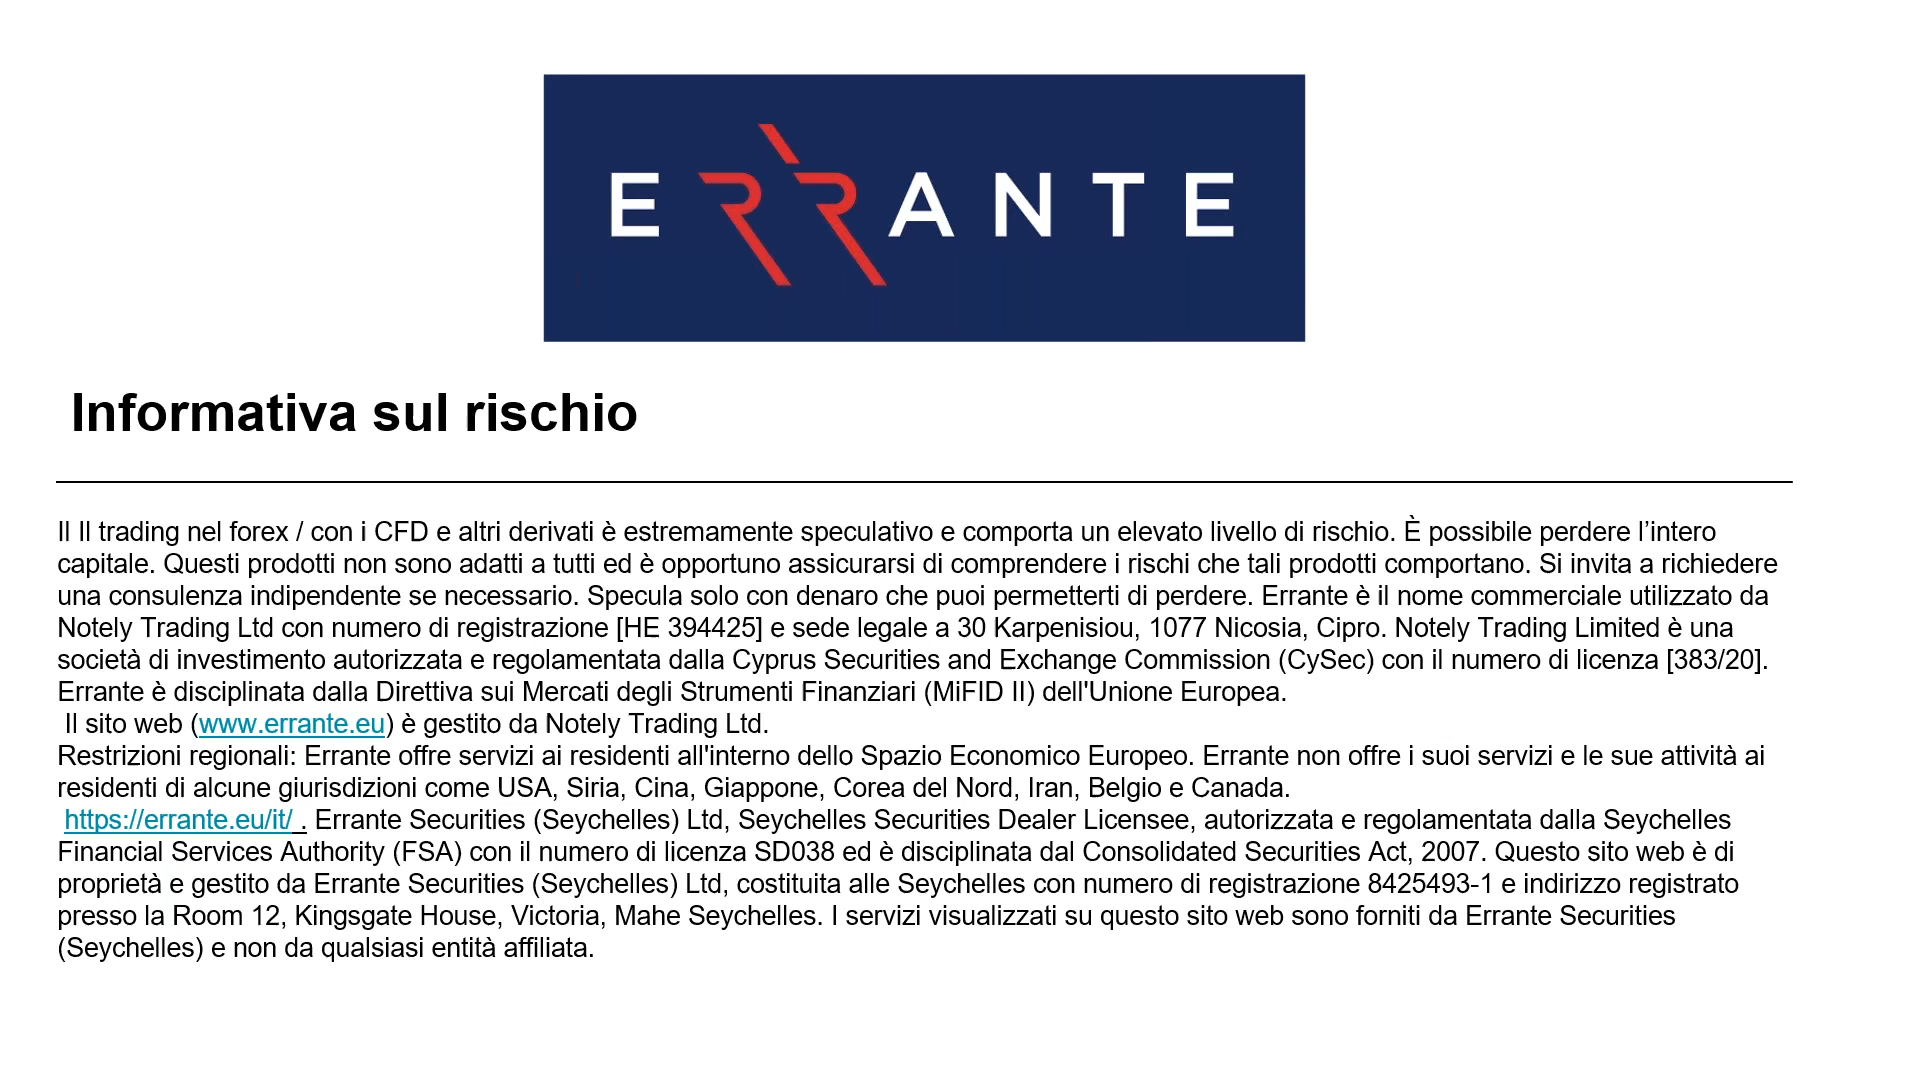 ERRANTE
Informativa sul rischio
Il Il trading nel forex / con i CFD e altri derivati è estremamente speculativo e comporta un elevato livello di rischio. È possibile perdere l’intero
capitale. Questi prodotti non sono adatti a tutti ed è opportuno assicurarsi di comprendere i rischi che tali prodotti comportano. Si invita a richiedere
una consulenza indipendente se necessario. Specula solo con denaro che puoi permetterti di perdere. Errante è il nome commerciale utilizzato da
Notely Trading Ltd con numero di registrazione [HE 394425] e sede legale a 30 Karpenisiou, 1077 Nicosia, Cipro. Notely Trading Limited è una
società di investimento autorizzata e regolamentata dalla Cyprus Securities and Exchange Commission (CySec) con il numero di licenza [383/20].
Errante è disciplinata dalla Direttiva sui Mercati degli Strumenti Finanziari (MiFID II) dell'Unione Europea.
Il sito web (www.errante.eu) è gestito da Notely Trading Ltd.
Restrizioni regionali: Errante offre servizi ai residenti all'interno dello Spazio Economico Europeo. Errante non offre i suoi servizi e le sue attività ai
residenti di alcune giurisdizioni come USA, Siria, Cina, Giappone, Corea del Nord, Iran, Belgio e Canada.
https://errante.eu/it/ . Errante Securities (Seychelles) Ltd, Seychelles Securities Dealer Licensee, autorizzata e regolamentata dalla Seychelles
Financial Services Authority (FSA) con il numero di licenza SD038 ed è disciplinata dal Consolidated Securities Act, 2007. Questo sito web è di
proprietà e gestito da Errante Securities (Seychelles) Ltd, costituita alle Seychelles con numero di registrazione 8425493-1 e indirizzo registrato
presso la Room 12, Kingsgate House, Victoria, Mahe Seychelles. I servizi visualizzati su questo sito web sono forniti da Errante Securities
(Seychelles) e non da qualsiasi entità affiliata.